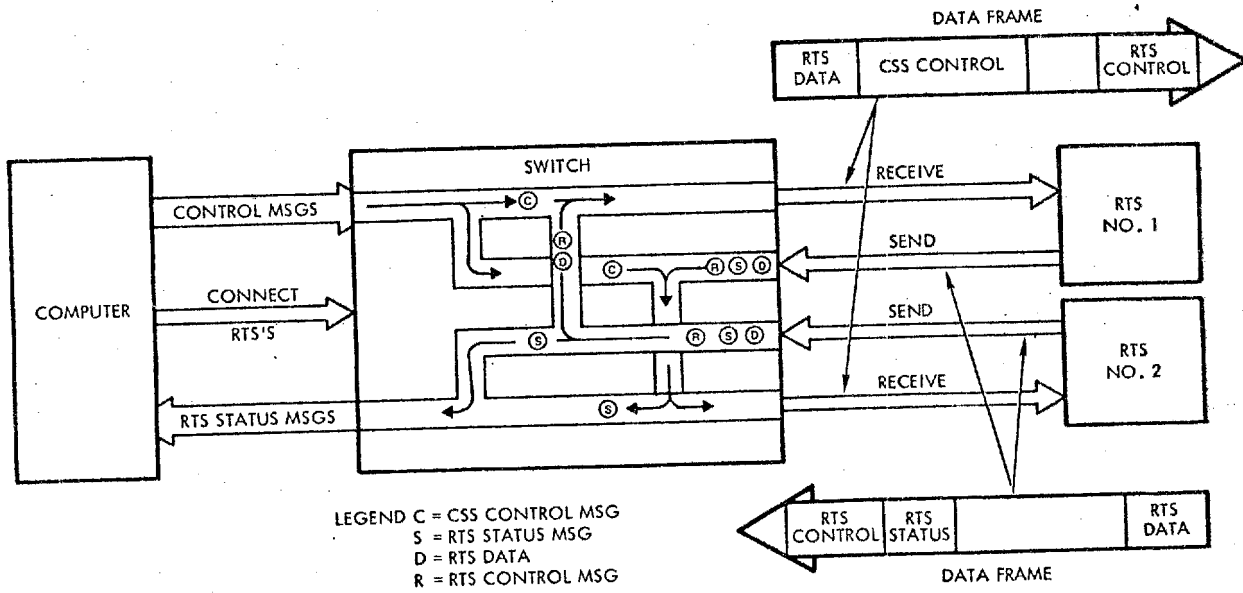 DATA FRAME
RTS DATA
CSS CONTROL
RTS CONTROL
SWITCH
RECEIVE
CONTROL MSGS
C
R
D
RTS NO. 1
SEND
C
R S D
COMPUTER
CONNECT
RTS'S
SEND
S
R S D
RTS NO. 2
RECEIVE
RTS STATUS MSGS
S
LEGEND C = CSS CONTROL MSG
S = RTS STATUS MSG
D = RTS DATA
R = RTS CONTROL MSG
RTS CONTROL
RTS STATUS
RTS DATA
DATA FRAME